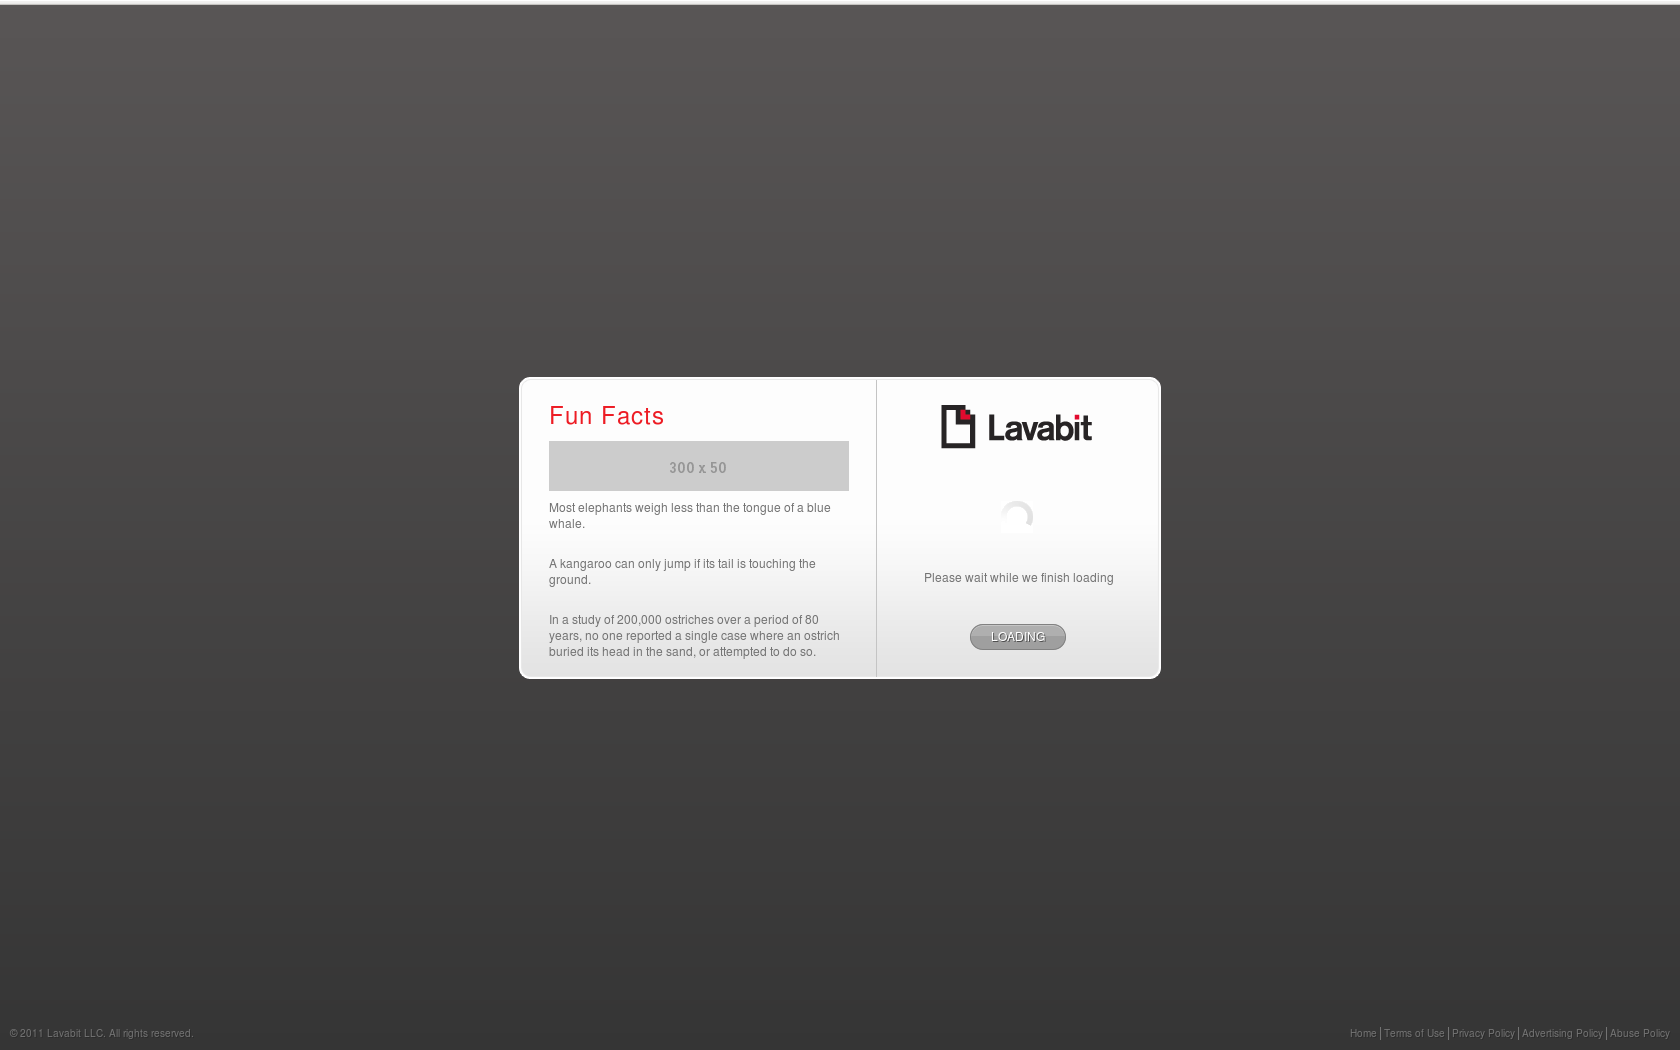 Fun Facts
300 x 50
Most elephants weigh less than the tongue of a blue
whale.
A kangaroo can only jump if its tail is touching the
ground.
In a study of 200,000 ostriches over a period of 80
years, no one reported a single case where an ostrich
buried its head in the sand, or attempted to do so.
Lavabit
Please wait while we finish loading
LOADING
© 2011 Lavabit LLC. All rights reserved.
Home | Terms of Use | Privacy Policy | Advertising Policy | Abuse Policy